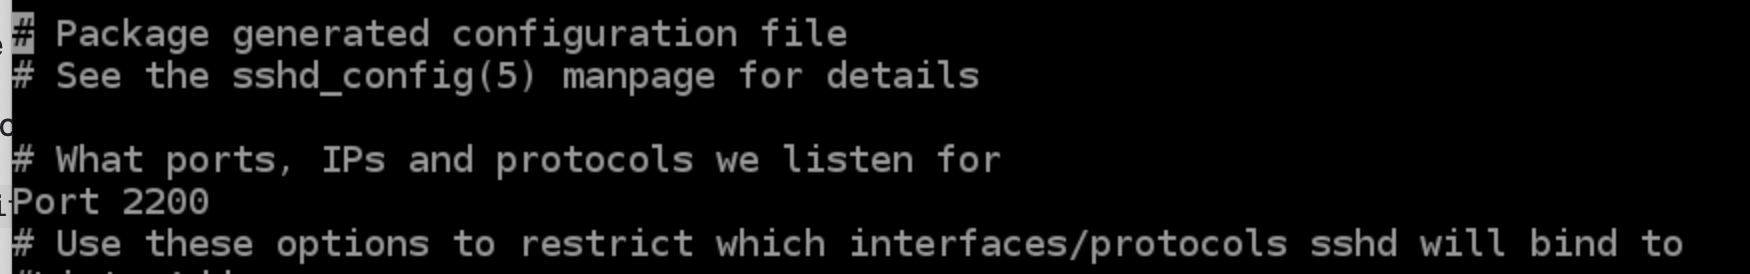 # Package generated configuration file
# See the sshd_config(5) manpage for details
# What ports, IPs and protocols we listen for
Port 2200
# Use these options to restrict which interfaces/protocols sshd will bind to